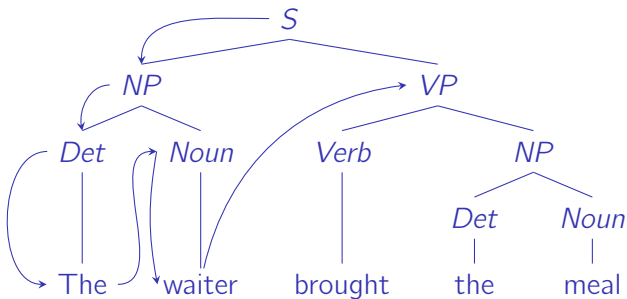 S
NP VP
Det Noun Verb NP
Det Noun
The waiter brought the meal